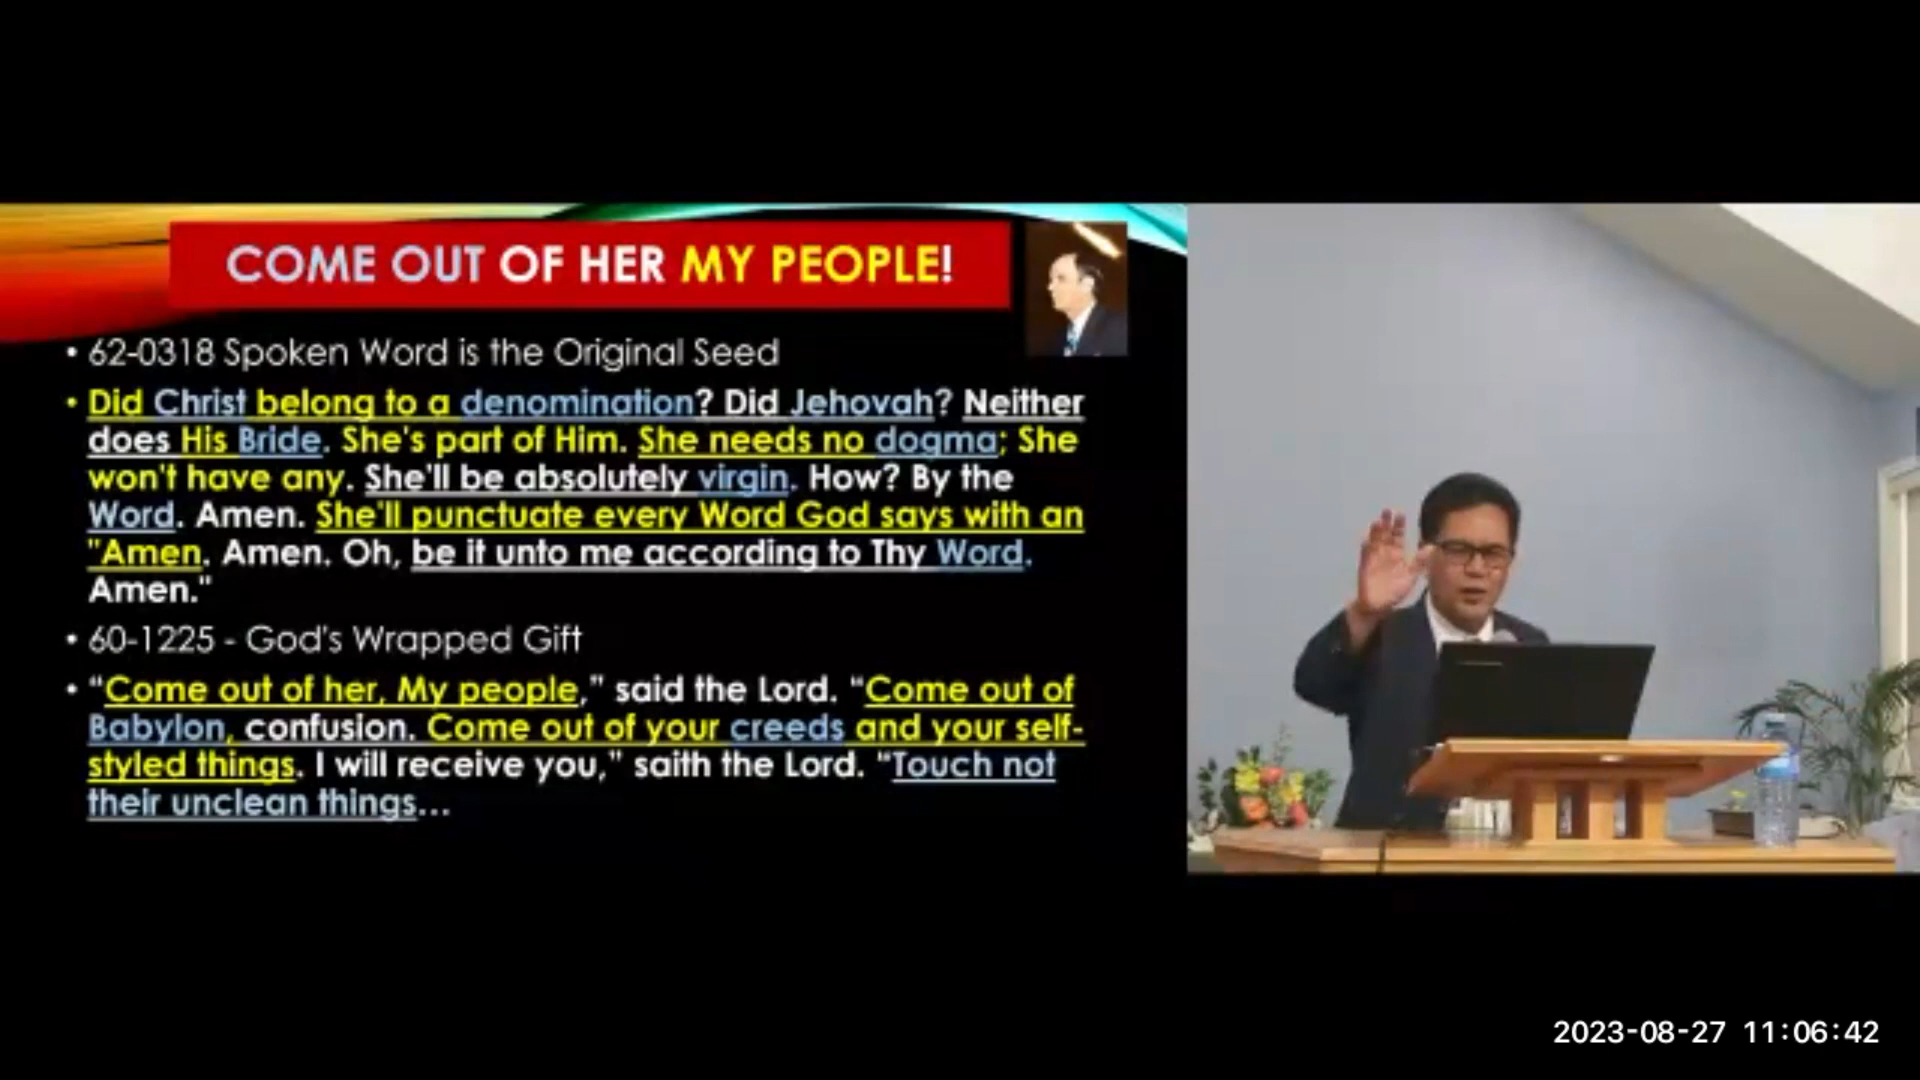 COME OUT OF HER MY PEOPLE!
• 62-0318 Spoken Word is the Original Seed
• Did Christ belong to a denomination? Did Jehovah? Neither
does His Bride. She's part of Him. She needs no dogma; She
won't have any. She'll be absolutely virgin. How? By the
Word. Amen. She'll punctuate every Word God says with an
"Amen. Amen. Oh, be it unto me according to Thy Word.
Amen."
• 60-1225 - God's Wrapped Gift
• “Come out of her, My people,” said the Lord. “Come out of
Babylon, confusion. Come out of your creeds and your self-
styled things. I will receive you,” saith the Lord. “Touch not
their unclean things…
2023-08-27 11:06:42